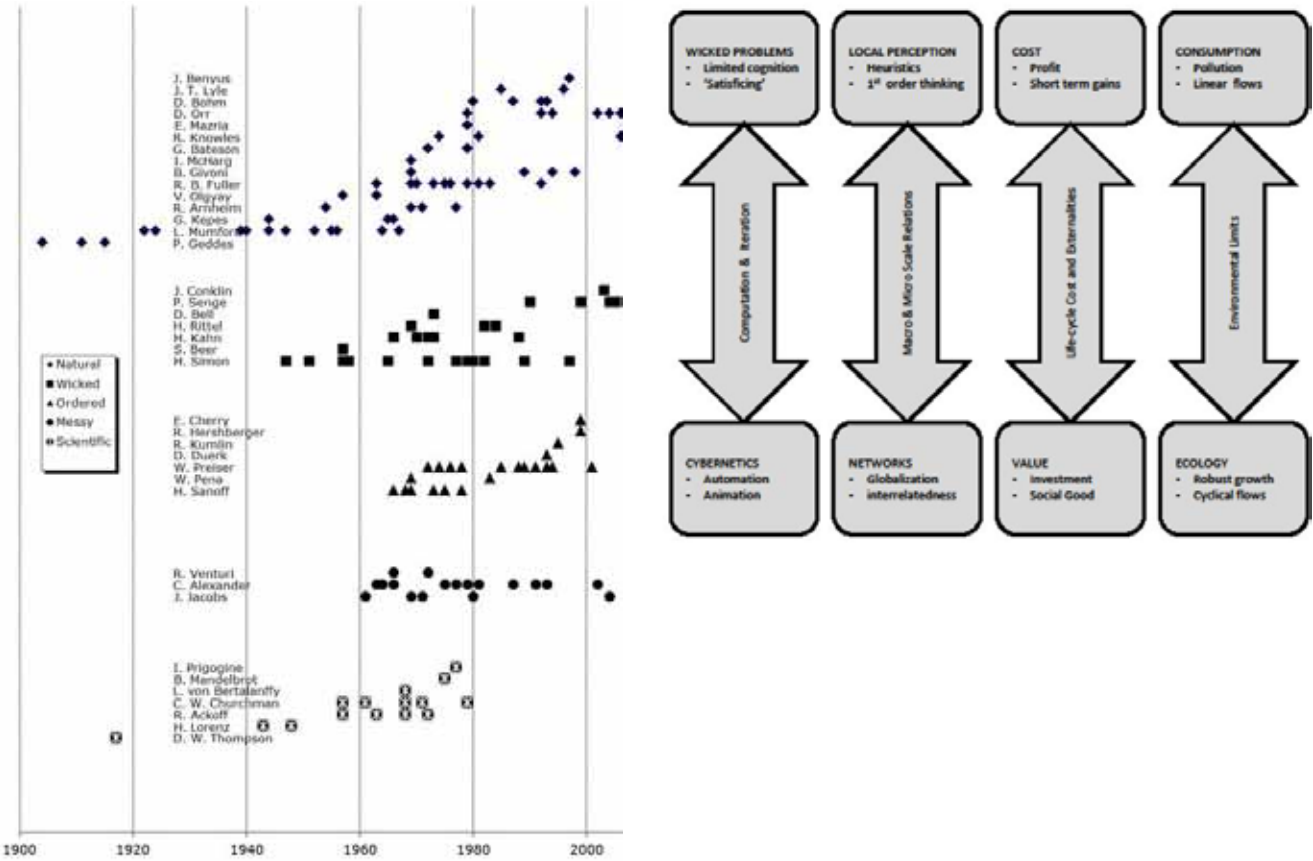 J. Benyus
J. T. Lyle
D. Bohm
D. Orr
E. Mazria
R. Knowles
G. Bateson
I. McHarg
B. Givoni
R. B. Fuller
V. Olgyay
R. Arnheim
G. Kepes
L. Mumford
P. Geddes
J. Conklin
P. Senge
D. Bell
H. Rittel
H. Kahn
S. Beer
H. Simon
Natural
Wicked
Ordered
Messy
Scientific
E. Cherry
R. Hershberger
R. Kumlin
D. Duerk
W. Preiser
W. Pena
H. Sanoff
R. Venturi
C. Alexander
J. Jacobs
I. Prigogine
B. Mandelbrot
L. von Bertalanffy
C. W. Churchman
R. Ackoff
H. Lorenz
D. W. Thompson
1900 1920 1940 1960 1980 2000
WICKED PROBLEMS
- Limited cognition
- 'Satisficing'
LOCAL PERCEPTION
- Heuristics
- 1st order thinking
COST
- Profit
- Short term gains
CONSUMPTION
- Pollution
- Linear flows
Computation & Iteration
Macro & Micro Scale Relations
Life-cycle Cost and Externalities
Environmental Limits
CYBERNETICS
- Automation
- Animation
NETWORKS
- Globalization
- interrelatedness
VALUE
- Investment
- Social Good
ECOLOGY
- Robust growth
- Cyclical flows